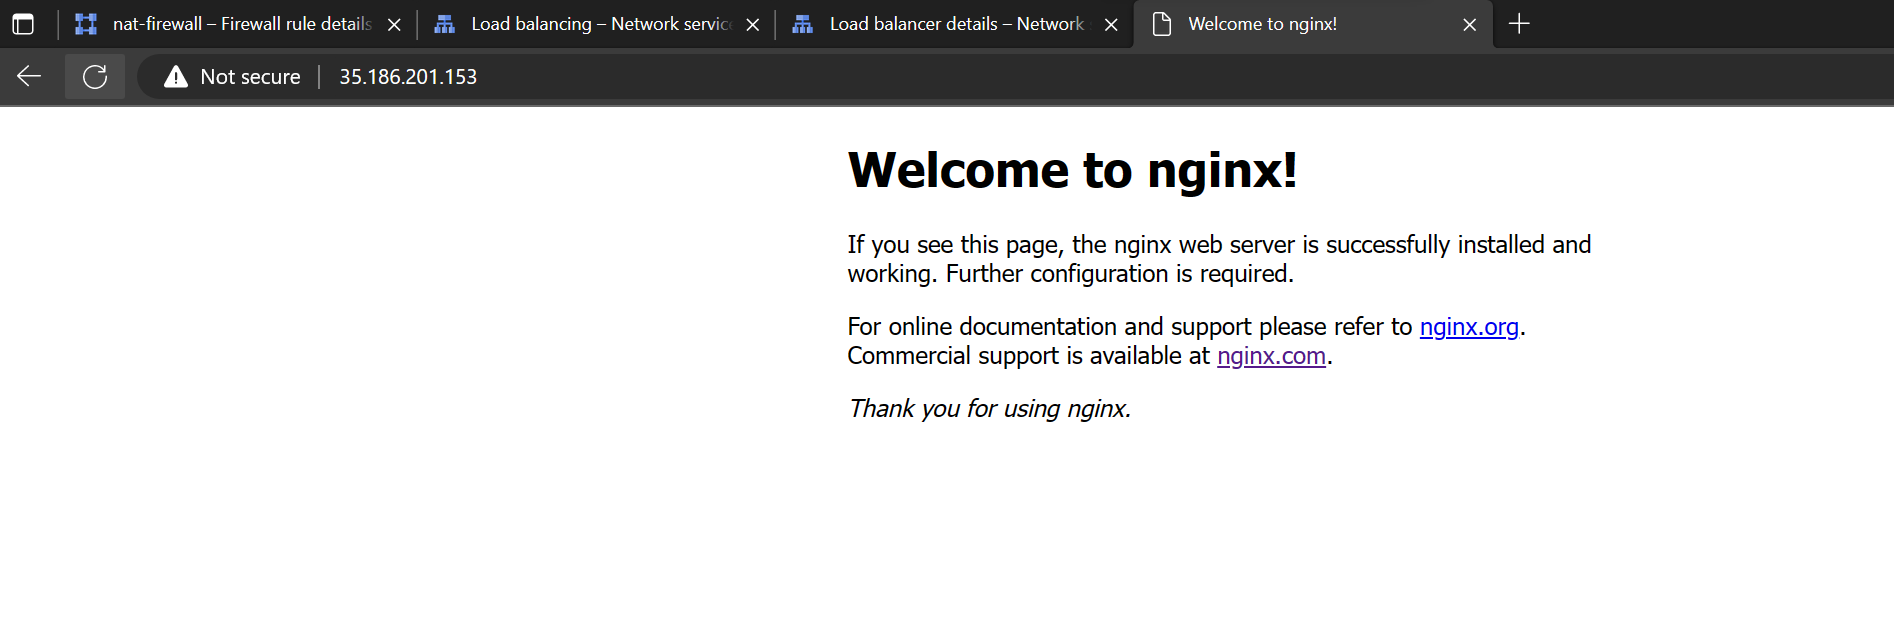 nat-firewall – Firewall rule details
Load balancing – Network service
Load balancer details – Network
Welcome to nginx!
Not secure
35.186.201.153
Welcome to nginx!
If you see this page, the nginx web server is successfully installed and
working. Further configuration is required.
For online documentation and support please refer to nginx.org.
Commercial support is available at nginx.com.
Thank you for using nginx.